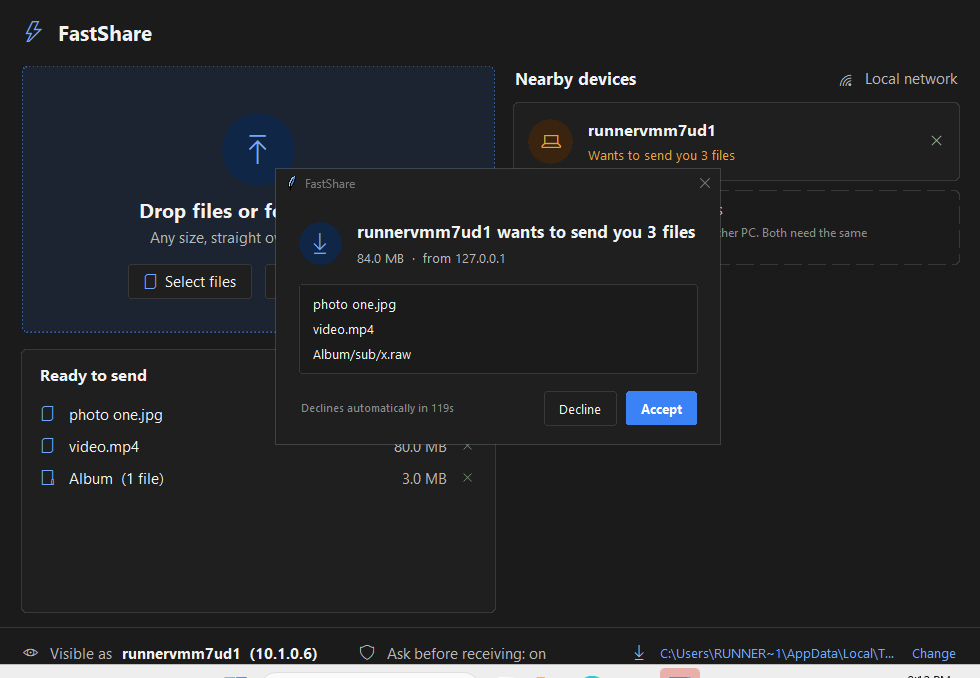 FastShare
Nearby devices
Local network
runnervmm7ud1
Wants to send you 3 files
Drop files or
Any size, straight
Select files
FastShare
runnervmm7ud1 wants to send you 3 files
84.0 MB · from 127.0.0.1
photo one.jpg
video.mp4
Album/sub/x.raw
Declines automatically in 119s
Decline
Accept
PC. Both need the same
Ready to send
photo one.jpg
video.mp4
80.0 MB
Album (1 file)
3.0 MB
Visible as runnervmm7ud1 (10.1.0.6)
Ask before receiving: on
C:\Users\RUNNER~1\AppData\Local\T...
Change